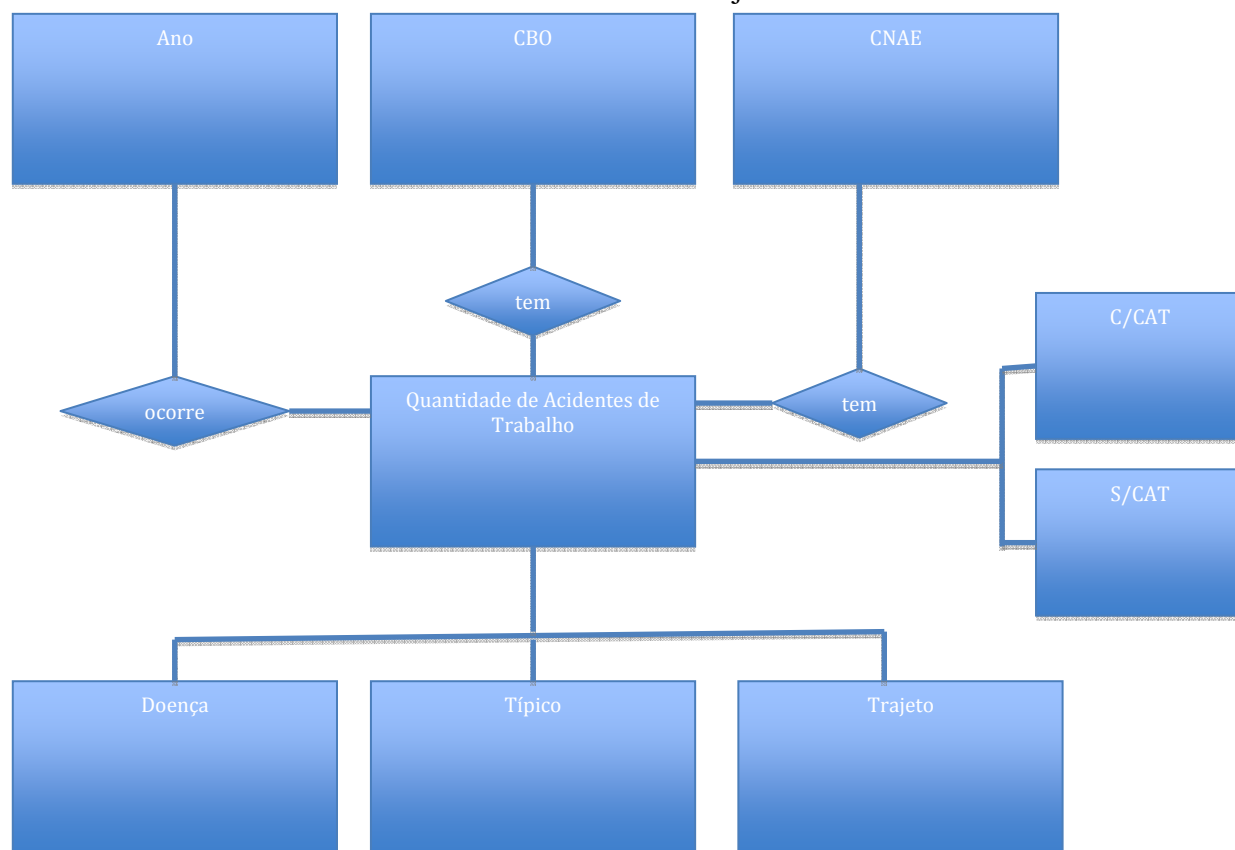 Ano
CBO
CNAE
tem
C/CAT
ocorre
Quantidade de Acidentes de
Trabalho
tem
S/CAT
Doença
Típico
Trajeto